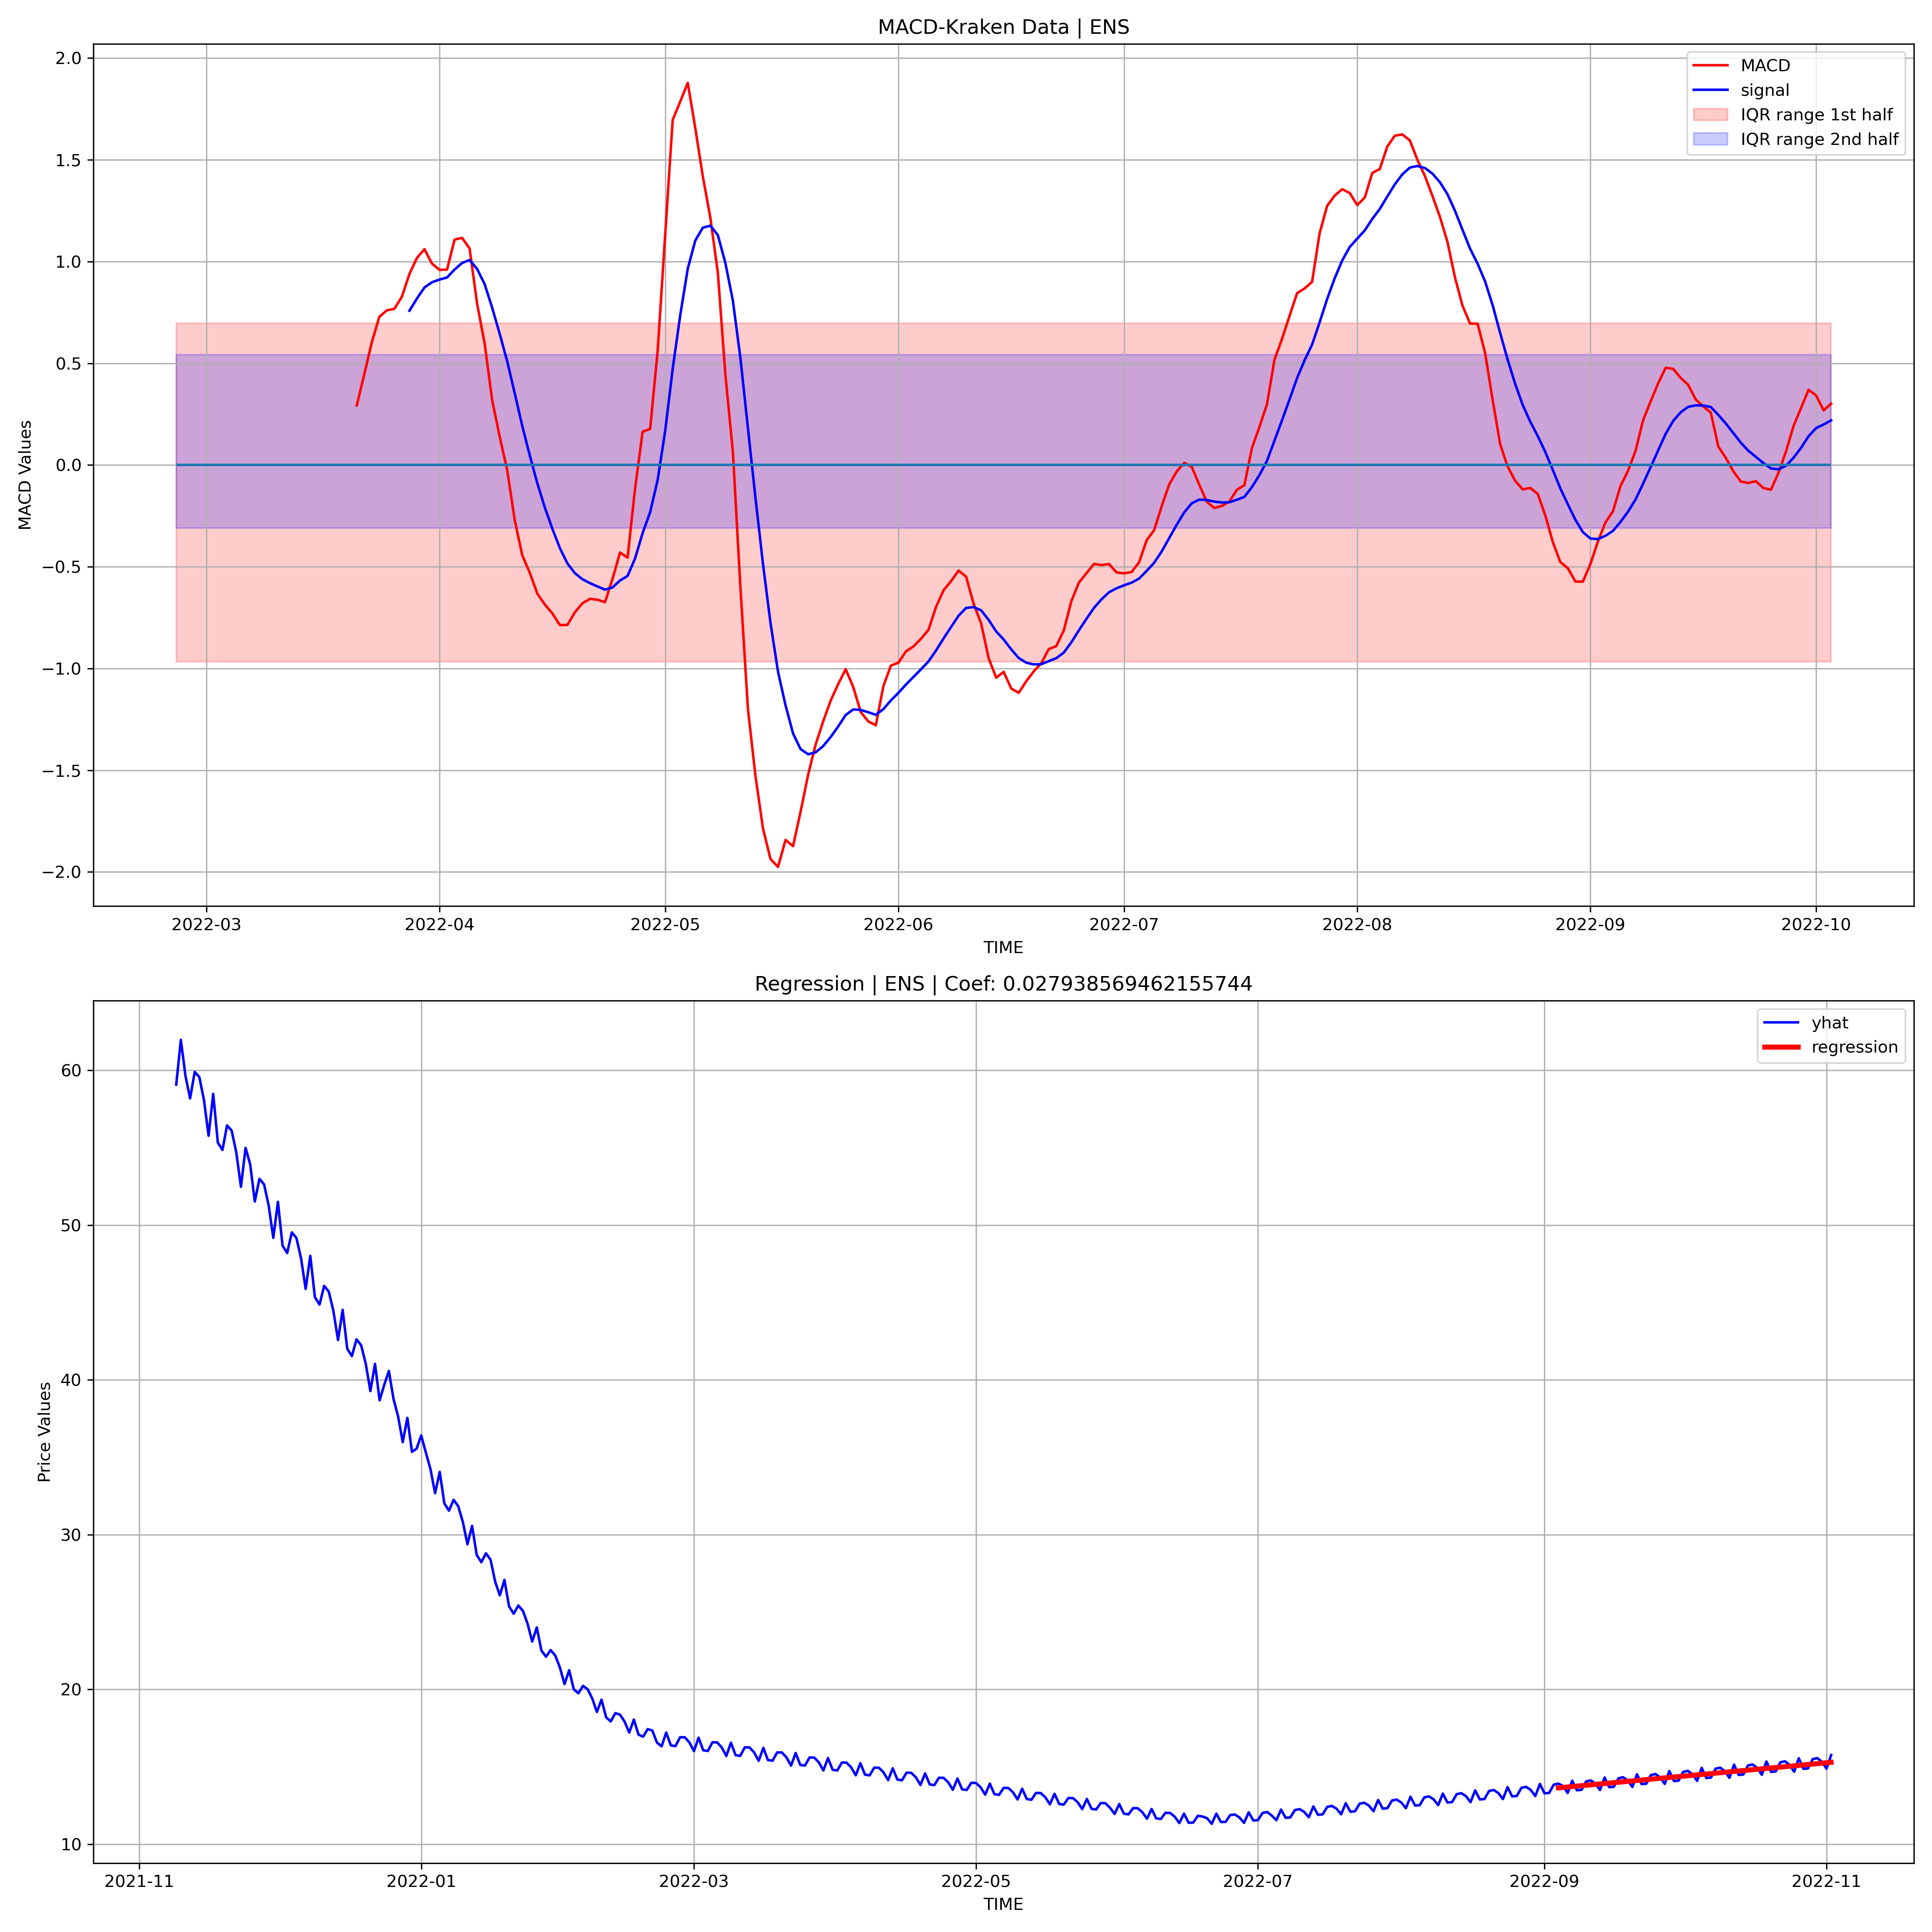 MACD-Kraken Data | ENS
2.0
1.5
1.0
0.5
0.0
−0.5
−1.0
−1.5
−2.0
MACD Values
MACD
signal
IQR range 1st half
IQR range 2nd half
2022-03 2022-04 2022-05 2022-06 2022-07 2022-08 2022-09 2022-10
TIME
Regression | ENS | Coef: 0.027938569462155744
60
50
40
30
20
10
Price Values
yhat
regression
2021-11 2022-01 2022-03 2022-05 2022-07 2022-09 2022-11
TIME